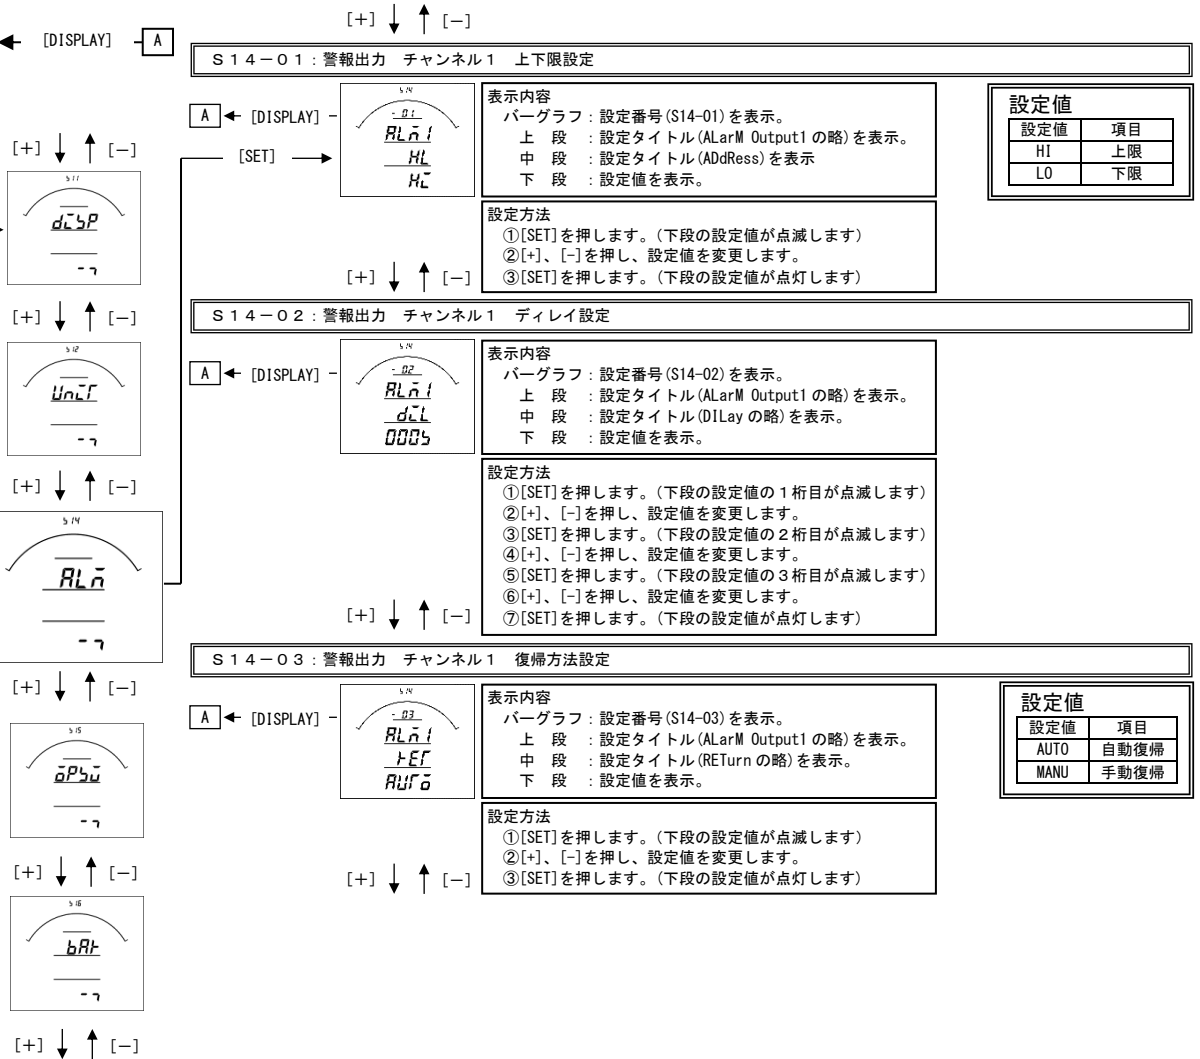 [+] [−]
[DISPLAY] A
S14－01：警報出力　チャンネル1　上下限設定
A [DISPLAY]
[SET]
S14
-01
ALM1
HL
HI
表示内容
バーグラフ：設定番号(S14-01)を表示。
上　段　：設定タイトル(ALarM Output1の略)を表示。
中　段　：設定タイトル(ADdRess)を表示
下　段　：設定値を表示。
設定値
設定値　項目
HI　上限
LO　下限
設定方法
①[SET]を押します。(下段の設定値が点滅します)
②[+]、[-]を押し、設定値を変更します。
③[SET]を押します。(下段の設定値が点灯します)
[+] [−]
S14－02：警報出力　チャンネル1　ディレイ設定
A [DISPLAY]
S14
-02
ALM1
dIL
000S
表示内容
バーグラフ：設定番号(S14-02)を表示。
上　段　：設定タイトル(ALarM Output1の略)を表示。
中　段　：設定タイトル(DILayの略)を表示。
下　段　：設定値を表示。
設定方法
①[SET]を押します。(下段の設定値の１桁目が点滅します)
②[+]、[-]を押し、設定値を変更します。
③[SET]を押します。(下段の設定値の２桁目が点滅します)
④[+]、[-]を押し、設定値を変更します。
⑤[SET]を押します。(下段の設定値の３桁目が点滅します)
⑥[+]、[-]を押し、設定値を変更します。
⑦[SET]を押します。(下段の設定値が点灯します)
[+] [−]
S14－03：警報出力　チャンネル1　復帰方法設定
A [DISPLAY]
S14
-03
ALM1
rET
AUTO
表示内容
バーグラフ：設定番号(S14-03)を表示。
上　段　：設定タイトル(ALarM Output1の略)を表示。
中　段　：設定タイトル(RETurnの略)を表示。
下　段　：設定値を表示。
設定値
設定値　項目
AUTO　自動復帰
MANU　手動復帰
設定方法
①[SET]を押します。(下段の設定値が点滅します)
②[+]、[-]を押し、設定値を変更します。
③[SET]を押します。(下段の設定値が点灯します)
[+] [−]
[+] [−]
S11
dISP
[+] [−]
S12
UnIT
[+] [−]
S14
ALM
[+] [−]
S15
[+] [−]
S16
bAr
[+] [−]